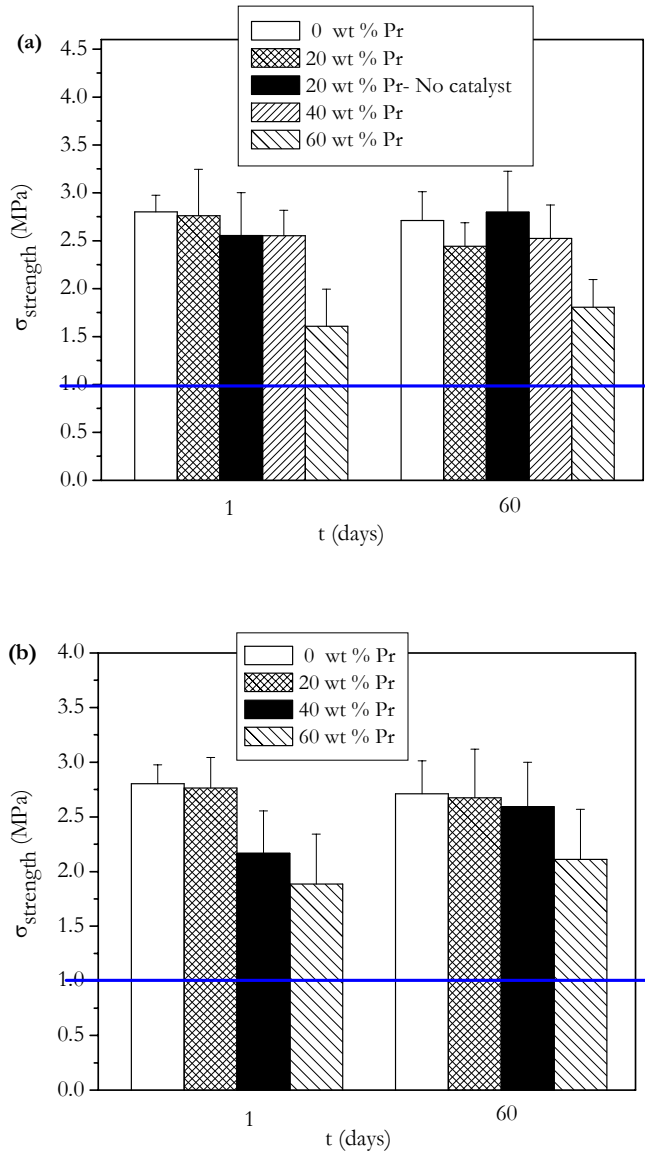 (a)
0 wt % Pr
20 wt % Pr
20 wt % Pr- No catalyst
40 wt % Pr
60 wt % Pr
4.5
4.0
3.5
3.0
2.5
2.0
1.5
1.0
0.5
0.0
σstrength (MPa)
1 60
t (days)
(b)
0 wt % Pr
20 wt % Pr
40 wt % Pr
60 wt % Pr
4.0
3.5
3.0
2.5
2.0
1.5
1.0
0.5
0.0
σstrength (MPa)
1 60
t (days)